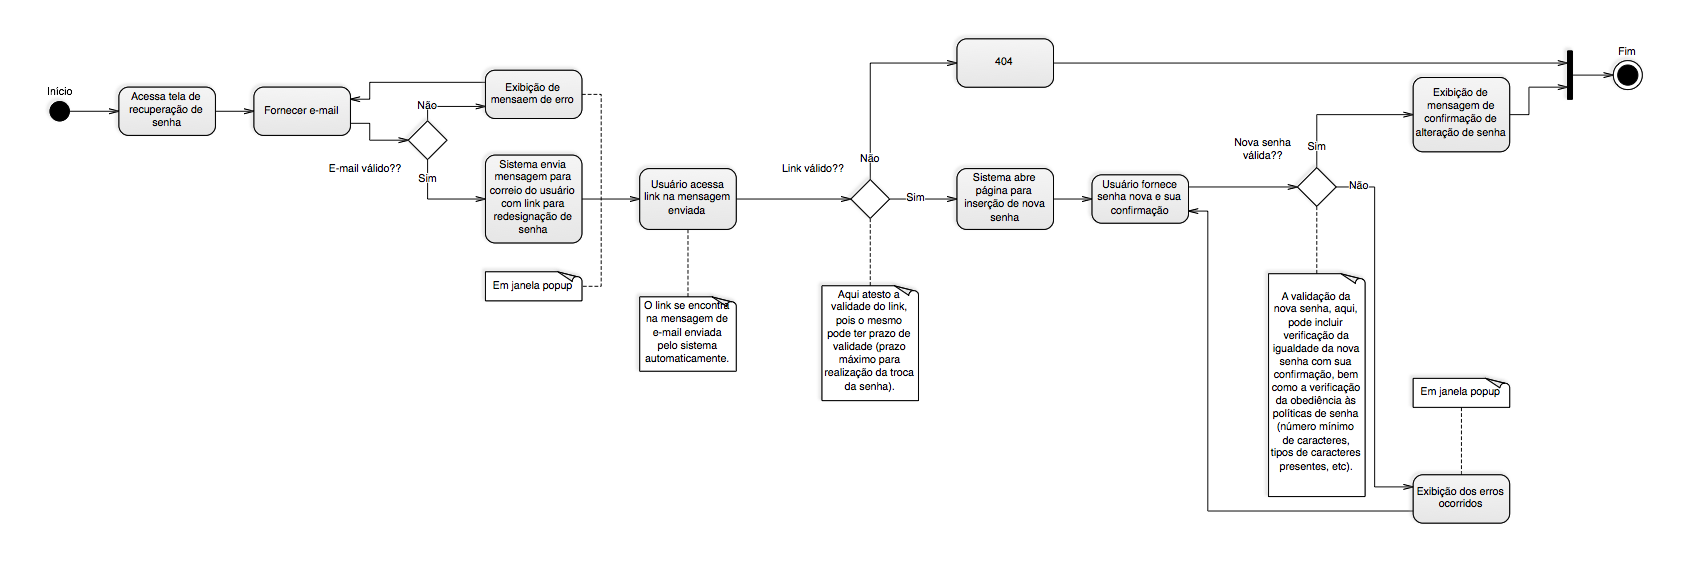 Início
Acessa tela de
recuperação de
senha
Fornecer e-mail
E-mail válido??
Não
Sim
Exibição de
mensaem de erro
Sistema envia
mensagem para
correio do usuário
com link para
redesignação de
senha
Em janela popup
Usuário acessa
link na mensagem
enviada
O link se encontra
na mensagem de
e-mail enviada
pelo sistema
automaticamente.
Link válido??
Não
Sim
Aqui atesto a
validade do link,
pois o mesmo
pode ter prazo de
validade (prazo
máximo para
realização da troca
da senha).
404
Sistema abre
página para
inserção de nova
senha
Usuário fornece
senha nova e sua
confirmação
Nova senha
válida??
Sim
Não
A validação da
nova senha, aqui,
pode incluir
verificação da
igualdade da nova
senha com sua
confirmação, bem
como a verificação
da obediência às
políticas de senha
(número mínimo
de caracteres,
tipos de caracteres
presentes, etc).
Exibição de
mensagem de
confirmação de
alteração de senha
Em janela popup
Exibição dos erros
ocorridos
Fim